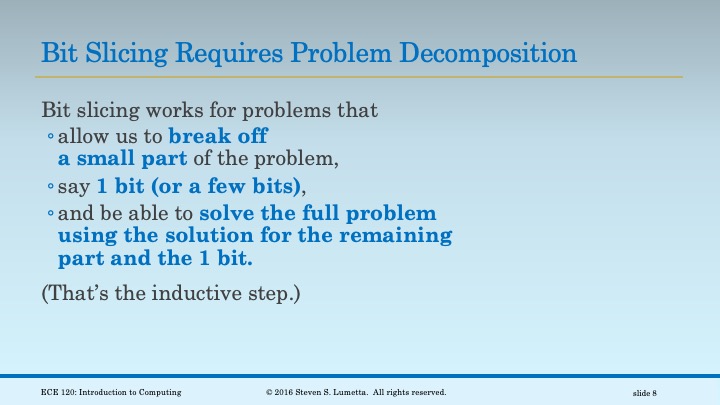 Bit Slicing Requires Problem Decomposition
Bit slicing works for problems that
◦ allow us to break off
a small part of the problem,
◦ say 1 bit (or a few bits),
◦ and be able to solve the full problem
using the solution for the remaining
part and the 1 bit.
(That’s the inductive step.)
ECE 120: Introduction to Computing © 2016 Steven S. Lumetta. All rights reserved. slide 8